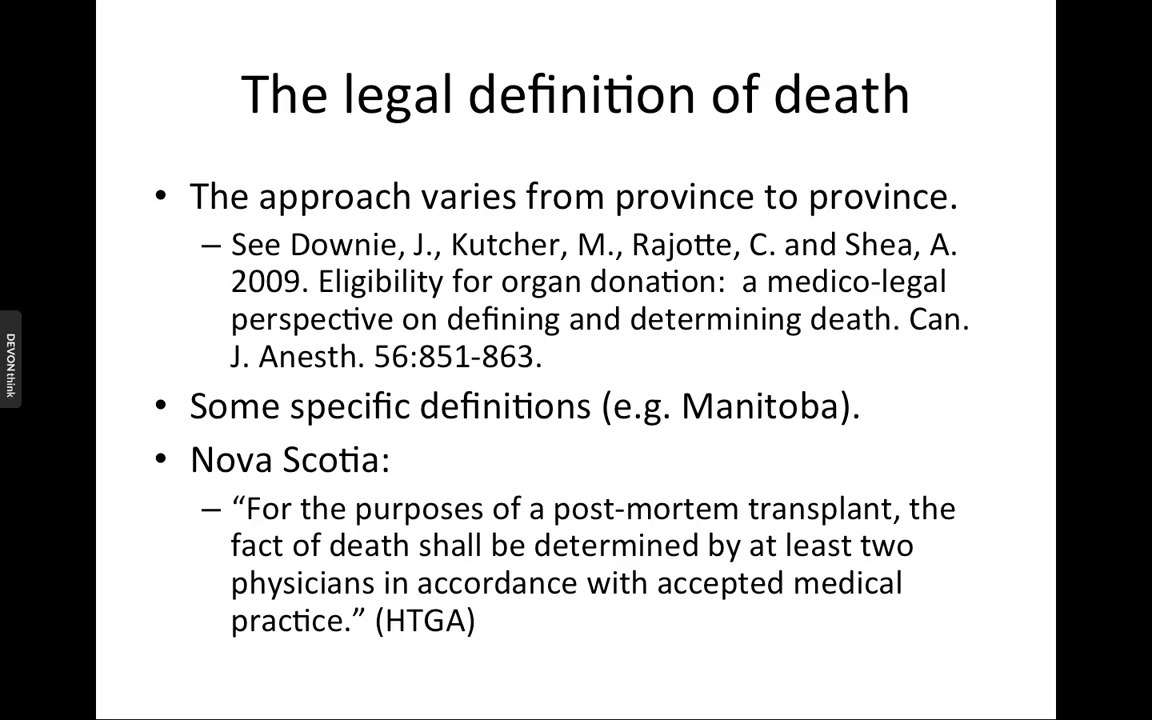 The legal definition of death
• The approach varies from province to province.
– See Downie, J., Kutcher, M., Rajotte, C. and Shea, A.
2009. Eligibility for organ donation:  a medico-legal
perspective on defining and determining death. Can.
J. Anesth. 56:851-863.
• Some specific definitions (e.g. Manitoba).
• Nova Scotia:
– “For the purposes of a post-mortem transplant, the
fact of death shall be determined by at least two
physicians in accordance with accepted medical
practice.” (HTGA)
DEVONthink